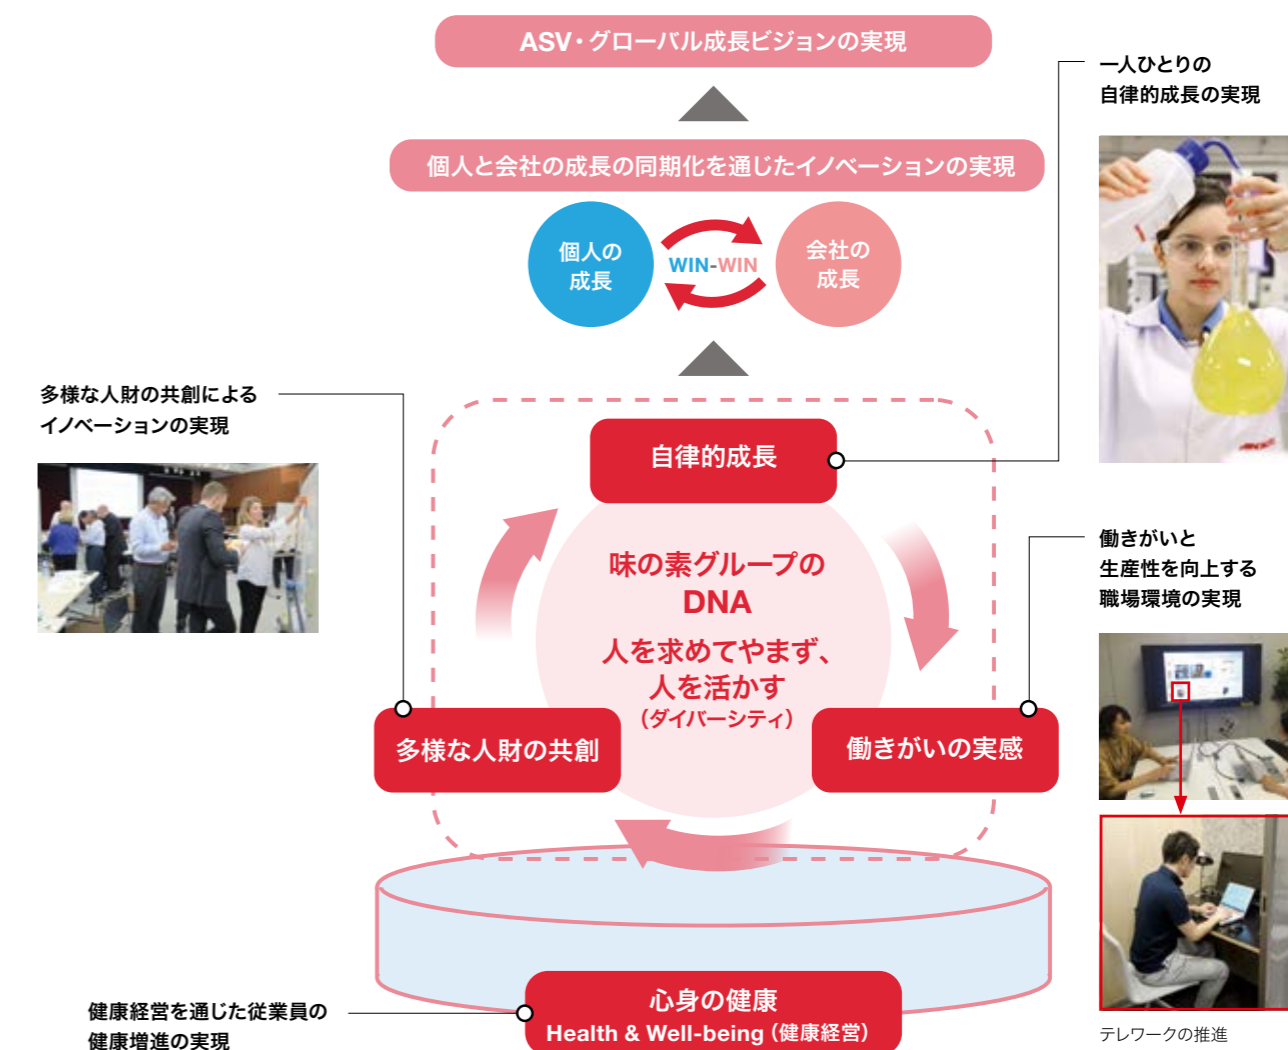 ASV・グローバル成長ビジョンの実現
一人ひとりの
自律的成長の実現
個人と会社の成長の同期化を通じたイノベーションの実現
個人の
成長
WIN-WIN
会社の
成長
多様な人財の共創による
イノベーションの実現
自律的成長
味の素グループの
DNA
人を求めてやまず、
人を活かす
（ダイバーシティ）
働きがいと
生産性を向上する
職場環境の実現
多様な人財の共創
働きがいの実感
心身の健康
Health & Well-being（健康経営）
健康経営を通じた従業員の
健康増進の実現
テレワークの推進